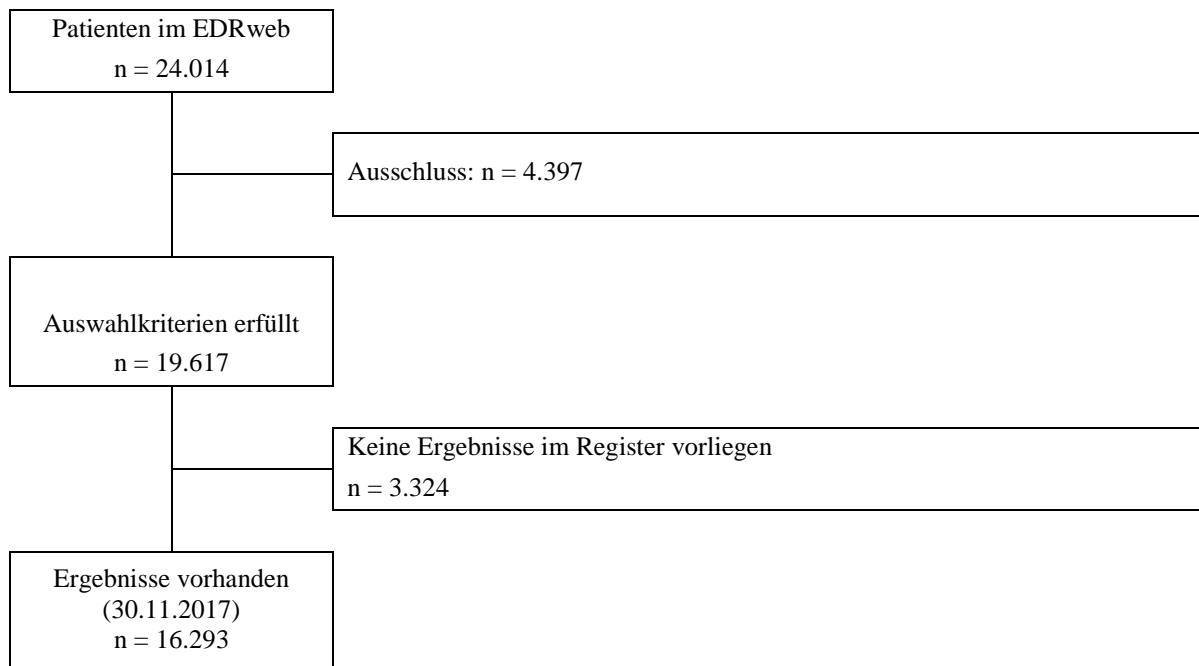 Patienten im EDRweb
n = 24.014
Ausschluss: n = 4.397
Auswahlkriterien erfüllt
n = 19.617
Keine Ergebnisse im Register vorliegen
n = 3.324
Ergebnisse vorhanden
(30.11.2017)
n = 16.293